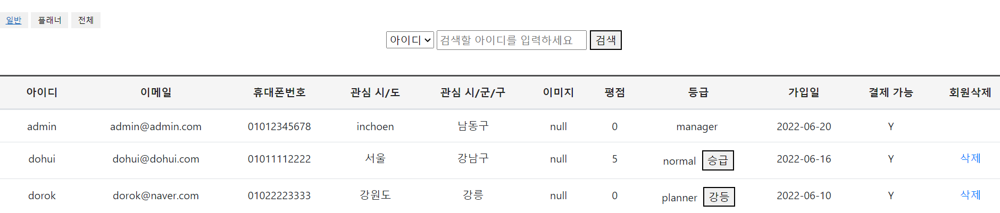 일반 플래너 전체
아이디 검색할 아이디를 입력하세요 검색
아이디 이메일 휴대폰번호 관심 시/도 관심 시/군/구 이미지 평점 등급 가입일 결제 가능 회원삭제
admin admin@admin.com 01012345678 inchoen 남동구 null 0 manager 2022-06-20 Y
dohui dohui@dohui.com 01011112222 서울 강남구 null 5 normal 승급 2022-06-16 Y 삭제
dorok dorok@naver.com 01022223333 강원도 강릉 null 0 planner 강등 2022-06-10 Y 삭제